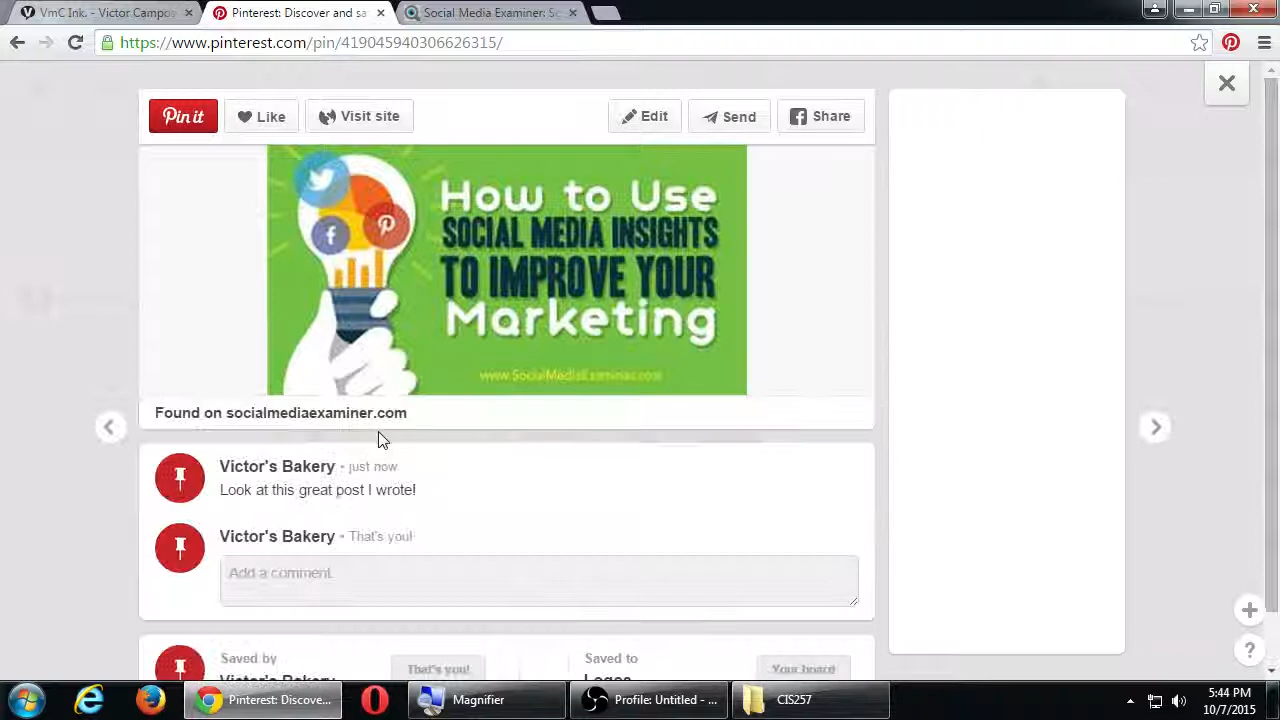 VmC Ink. - Victor Campos
Pinterest: Discover and sa
Social Media Examiner: So
https://www.pinterest.com/pin/419045940306626315/
Pin it
Like
Visit site
Edit
Send
Share
How to Use
SOCIAL MEDIA INSIGHTS
TO IMPROVE YOUR
Marketing
www.SocialMediaExaminer.com
Found on socialmediaexaminer.com
Victor's Bakery • just now
Look at this great post I wrote!
Victor's Bakery • That's you!
Add a comment
Saved by
That's you!
Saved to
Your board
Victor's Bakery
Logos
Pinterest: Discove...
Magnifier
Profile: Untitled - ...
CIS257
5:44 PM
10/7/2015